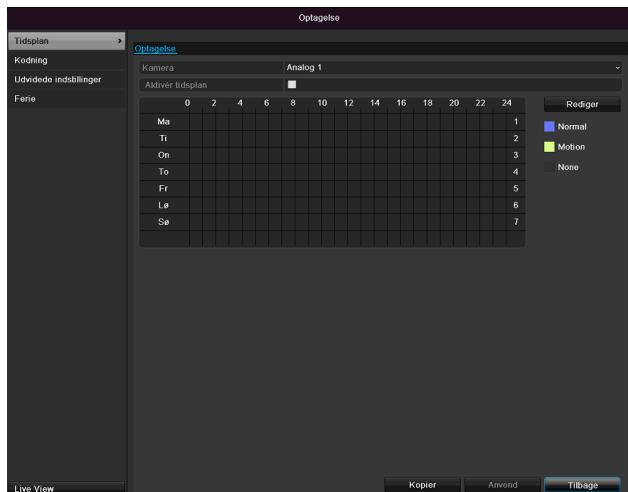 Optagelse
Tidsplan >
Kodning
Udvidede indstillinger
Ferie
Live View
Optagelse
Kamera Analog 1
Aktivér tidsplan
0 2 4 6 8 10 12 14 16 18 20 22 24
Ma 1
Ti 2
On 3
To 4
Fr 5
Lø 6
Sø 7
Rediger
Normal
Motion
None
Kopier Anvend Tilbage